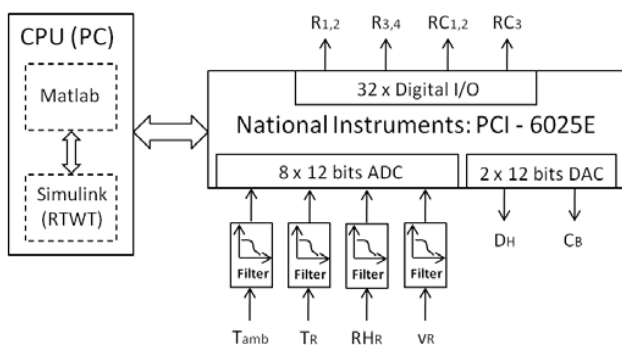 CPU (PC)
Matlab
Simulink
(RTWT)
R1,2 R3,4 RC1,2 RC3
32 x Digital I/O
National Instruments: PCI - 6025E
8 x 12 bits ADC
2 x 12 bits DAC
Filter Filter Filter Filter
DH CB
Tamb TR RHR vR